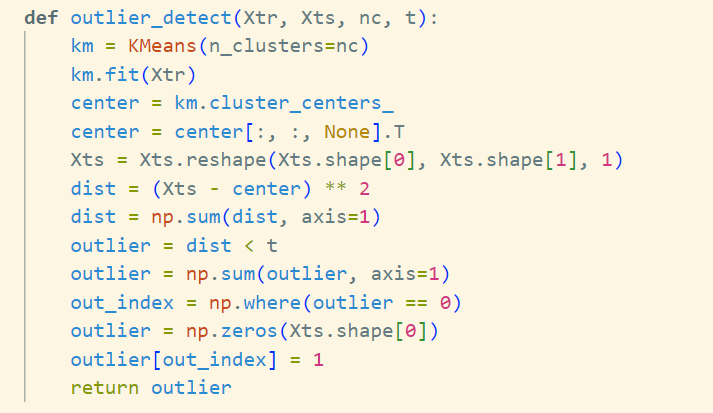 def outlier_detect(Xtr, Xts, nc, t):
    km = KMeans(n_clusters=nc)
    km.fit(Xtr)
    center = km.cluster_centers_
    center = center[:, :, None].T
    Xts = Xts.reshape(Xts.shape[0], Xts.shape[1], 1)
    dist = (Xts - center) ** 2
    dist = np.sum(dist, axis=1)
    outlier = dist < t
    outlier = np.sum(outlier, axis=1)
    out_index = np.where(outlier == 0)
    outlier = np.zeros(Xts.shape[0])
    outlier[out_index] = 1
    return outlier